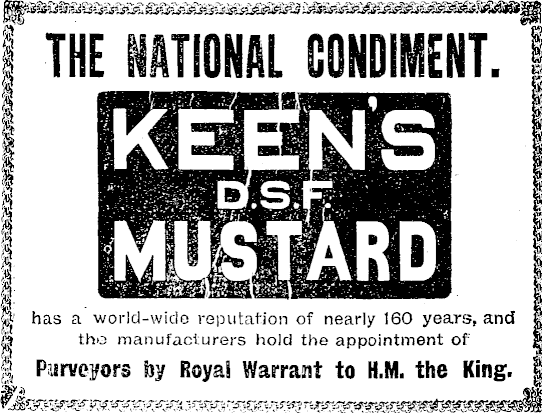 THE NATIONAL CONDIMENT.
KEEN'S
D.S.F.
MUSTARD
has a world-wide reputation of nearly 160 years, and
the manufacturers hold the appointment of
Purveyors by Royal Warrant to H.M. the King.